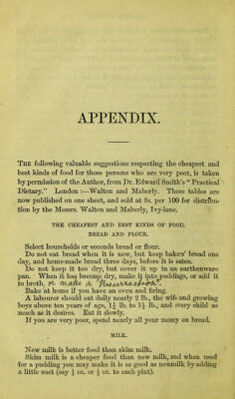 APPENDIX.
THE following valuable suggestions respecting the cheapest and
best kinds of food for those persons who are very poor, is taken
by permission of the Author, from Dr. Edward Smith's "Practical
Dietary." London :—Walton and Maberly. These tables are
now published on one sheet, and sold at 8s. per 100 for distribu-
tion by the Messrs. Walton and Maberly, Ivy-lane.
THE CHEAPEST AND BEST KINDS OF FOOD.
BREAD AND FLOUR.
Select households or seconds bread or flour.
Do not eat bread when it is new, but keep bakers' bread one
day, and home-made bread three days, before it is eaten.
Do not keep it too dry, but cover it up in an earthenware
pan. When it has become dry, make it into puddings, or add it
to broth, or make a Resurrection.
Bake at home if you have an oven and firing.
A labourer should eat daily nearly 2 lb., the wife and growing
boys above ten years of age, 1¼ lb. to 1½ lb., and every child as
much as it desires. Eat it slowly.
If you are very poor, spend nearly all your money on bread.
MILK.
New milk is better food than skim milk.
Skim milk is a cheaper food than new milk, and when used
for a pudding you may make it as good as new milk by adding
a little suet (say ¼ oz. or ½ oz. to each pint).